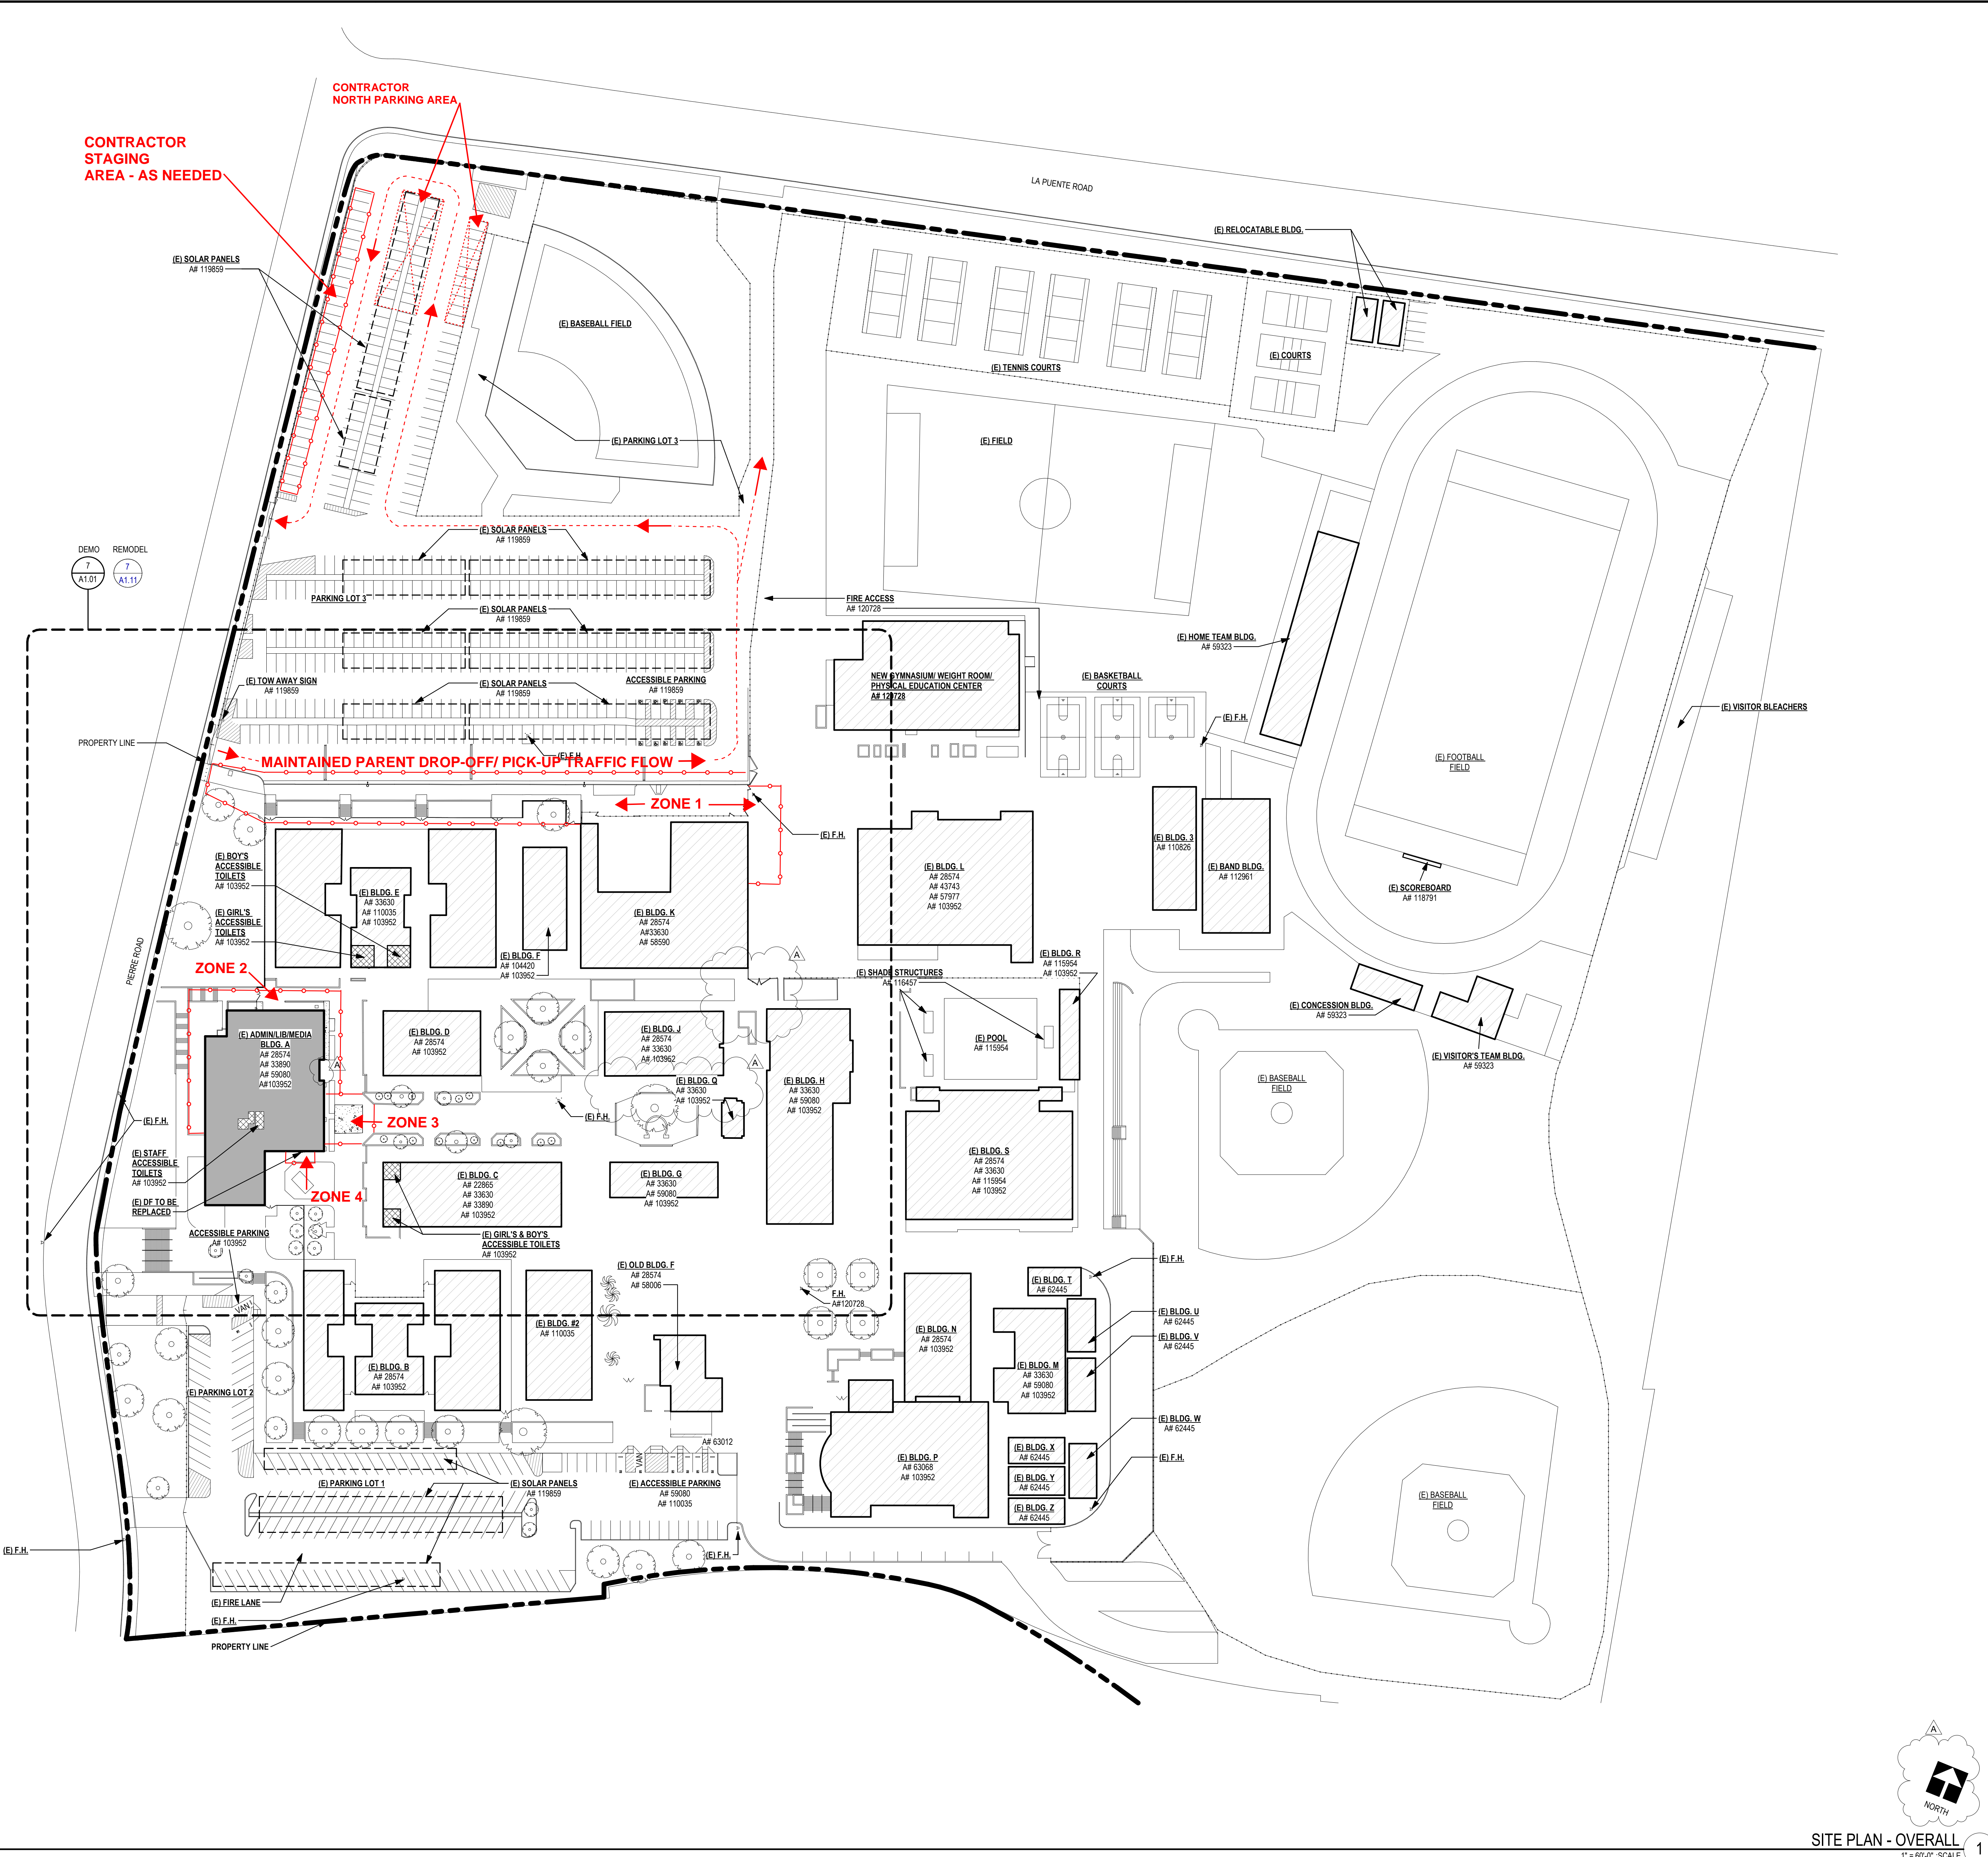 CONTRACTOR
NORTH PARKING AREA
CONTRACTOR
STAGING
AREA - AS NEEDED
LA PUENTE ROAD
(E) RELOCATABLE BLDG.
(E) SOLAR PANELS
A# 119859
(E) BASEBALL FIELD
(E) COURTS
(E) TENNIS COURTS
(E) PARKING LOT 3
(E) FIELD
(E) SOLAR PANELS
A# 119859
DEMO
REMODEL
7
A1.01
7
A1.11
PARKING LOT 3
FIRE ACCESS
A# 120728
(E) SOLAR PANELS
A# 119859
(E) HOME TEAM BLDG.
A# 59323
(E) TOW AWAY SIGN
A# 119859
(E) SOLAR PANELS
A# 119859
ACCESSIBLE PARKING
A# 119859
NEW GYMNASIUM/ WEIGHT ROOM/
PHYSICAL EDUCATION CENTER
A# 120728
(E) BASKETBALL
COURTS
(E) VISITOR BLEACHERS
(E) F.H.
PROPERTY LINE
(E) F.H.
MAINTAINED PARENT DROP-OFF/ PICK-UP TRAFFIC FLOW
(E) FOOTBALL
FIELD
ZONE 1
(E) F.H.
(E) BLDG. 3
A# 110826
(E) BAND BLDG.
A# 112961
(E) SCOREBOARD
A# 118791
(E) BOY'S
ACCESSIBLE
TOILETS
A# 103952
(E) BLDG. E
A# 33630
A# 110035
A# 103952
(E) BLDG. L
A# 28574
A# 43743
A# 57977
A# 103952
(E) GIRL'S
ACCESSIBLE
TOILETS
A# 103952
(E) BLDG. K
A# 28574
A#33630
A# 58590
PIERRE ROAD
(E) BLDG. F
A# 104420
A# 103952
A
(E) BLDG. R
A# 115954
A# 103952
ZONE 2
(E) SHADE STRUCTURES
A# 116457
(E) CONCESSION BLDG.
A# 59323
(E) ADMIN/LIB/MEDIA
BLDG. A
A# 28574
A# 33890
A# 59080
A#103952
A
(E) BLDG. D
A# 28574
A# 103952
(E) BLDG. J
A# 28574
A# 33630
A# 103952
A
(E) POOL
A# 115954
(E) VISITOR'S TEAM BLDG.
A# 59323
(E) BLDG. Q
A# 33630
A# 103952
(E) BLDG. H
A# 33630
A# 59080
A# 103952
(E) BASEBALL
FIELD
(E) F.H.
(E) F.H.
ZONE 3
(E) STAFF
ACCESSIBLE
TOILETS
A# 103952
(E) BLDG. S
A# 28574
A# 33630
A# 115954
A# 103952
(E) BLDG. C
A# 22865
A# 33630
A# 33890
A# 103952
(E) BLDG. G
A# 33630
A# 59080
A# 103952
ZONE 4
(E) DF TO BE
REPLACED
ACCESSIBLE PARKING
A# 103952
(E) GIRL'S & BOY'S
ACCESSIBLE TOILETS
A# 103952
(E) OLD BLDG. F
A# 28574
A# 58006
(E) F.H.
(E) BLDG. T
A# 62445
F.H.
A#120728
VAN
(E) BLDG. U
A# 62445
(E) BLDG. #2
A# 110035
(E) BLDG. N
A# 28574
A# 103952
(E) BLDG. V
A# 62445
(E) BLDG. B
A# 28574
A# 103952
(E) BLDG. M
A# 33630
A# 59080
A# 103952
(E) PARKING LOT 2
(E) BLDG. W
A# 62445
A# 63012
(E) BLDG. X
A# 62445
VAN
(E) F.H.
(E) BLDG. P
A# 63068
A# 103952
(E) BLDG. Y
A# 62445
(E) PARKING LOT 1
(E) SOLAR PANELS
A# 119859
(E) ACCESSIBLE PARKING
A# 59080
A# 110035
(E) BASEBALL
FIELD
(E) BLDG. Z
A# 62445
(E) F.H.
(E) F.H.
(E) FIRE LANE
(E) F.H.
PROPERTY LINE
A
NORTH
SITE PLAN - OVERALL
1
1" = 60'-0" :SCALE